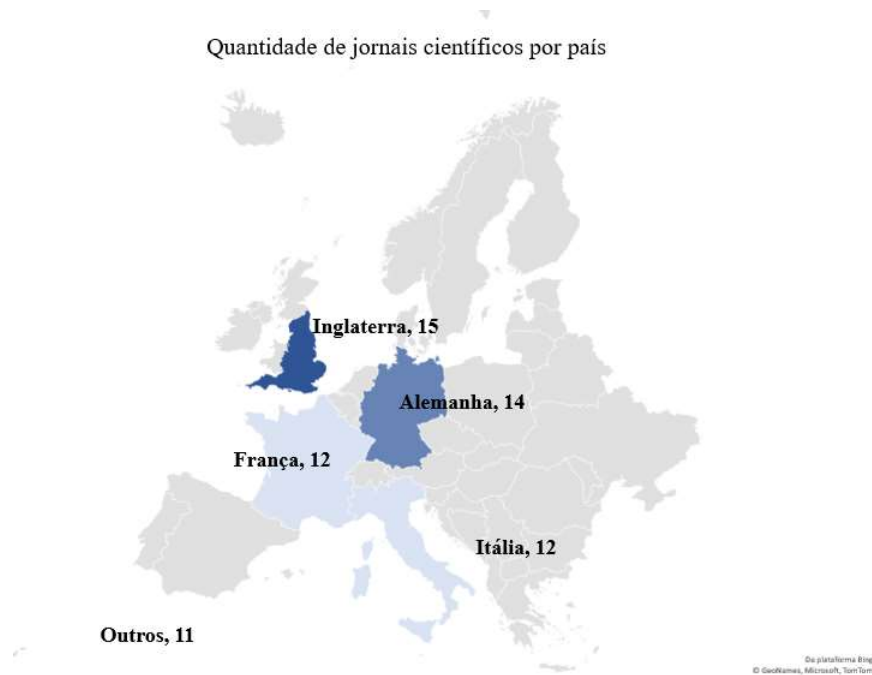 Quantidade de jornais científicos por país
Inglaterra, 15
Alemanha, 14
França, 12
Itália, 12
Outros, 11
Da plataforma Bing
© GeoNames, Microsoft, TomTom